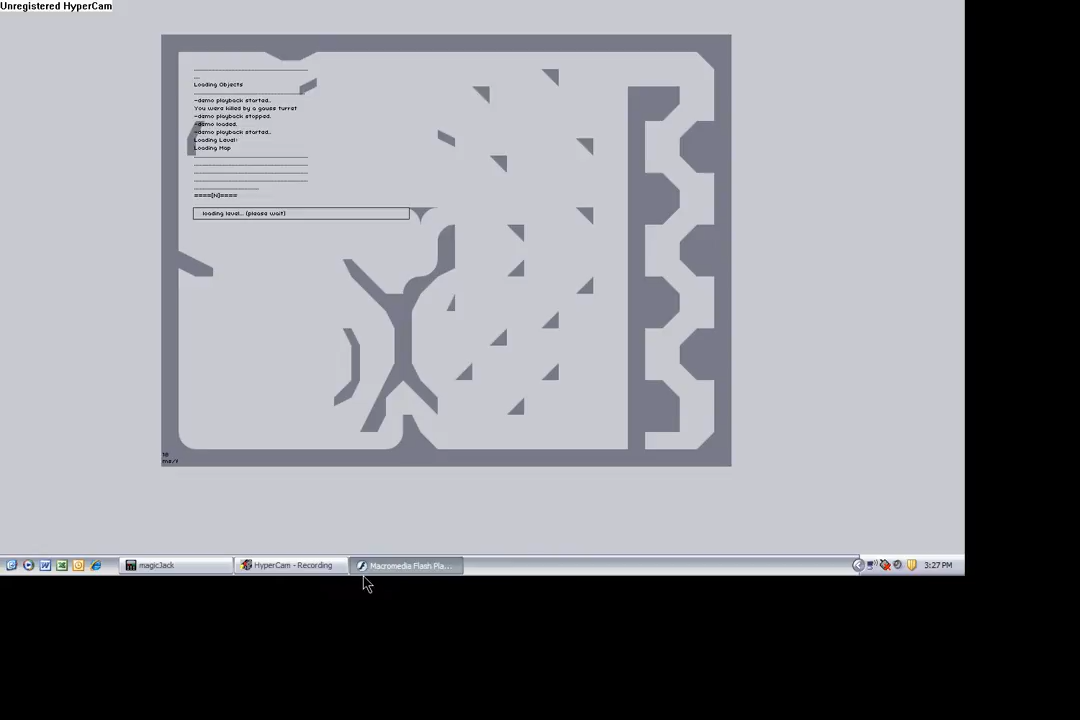 Unregistered HyperCam
Loading Objects
~demo playback started..
You were killed by a gauss turret
~demo playback stopped.
~demo loaded.
~demo playback started..
Loading Level:
Loading Map
====[N]====
loading level... (please wait)
magicJack
HyperCam - Recording
Macromedia Flash Pla...
3:27 PM